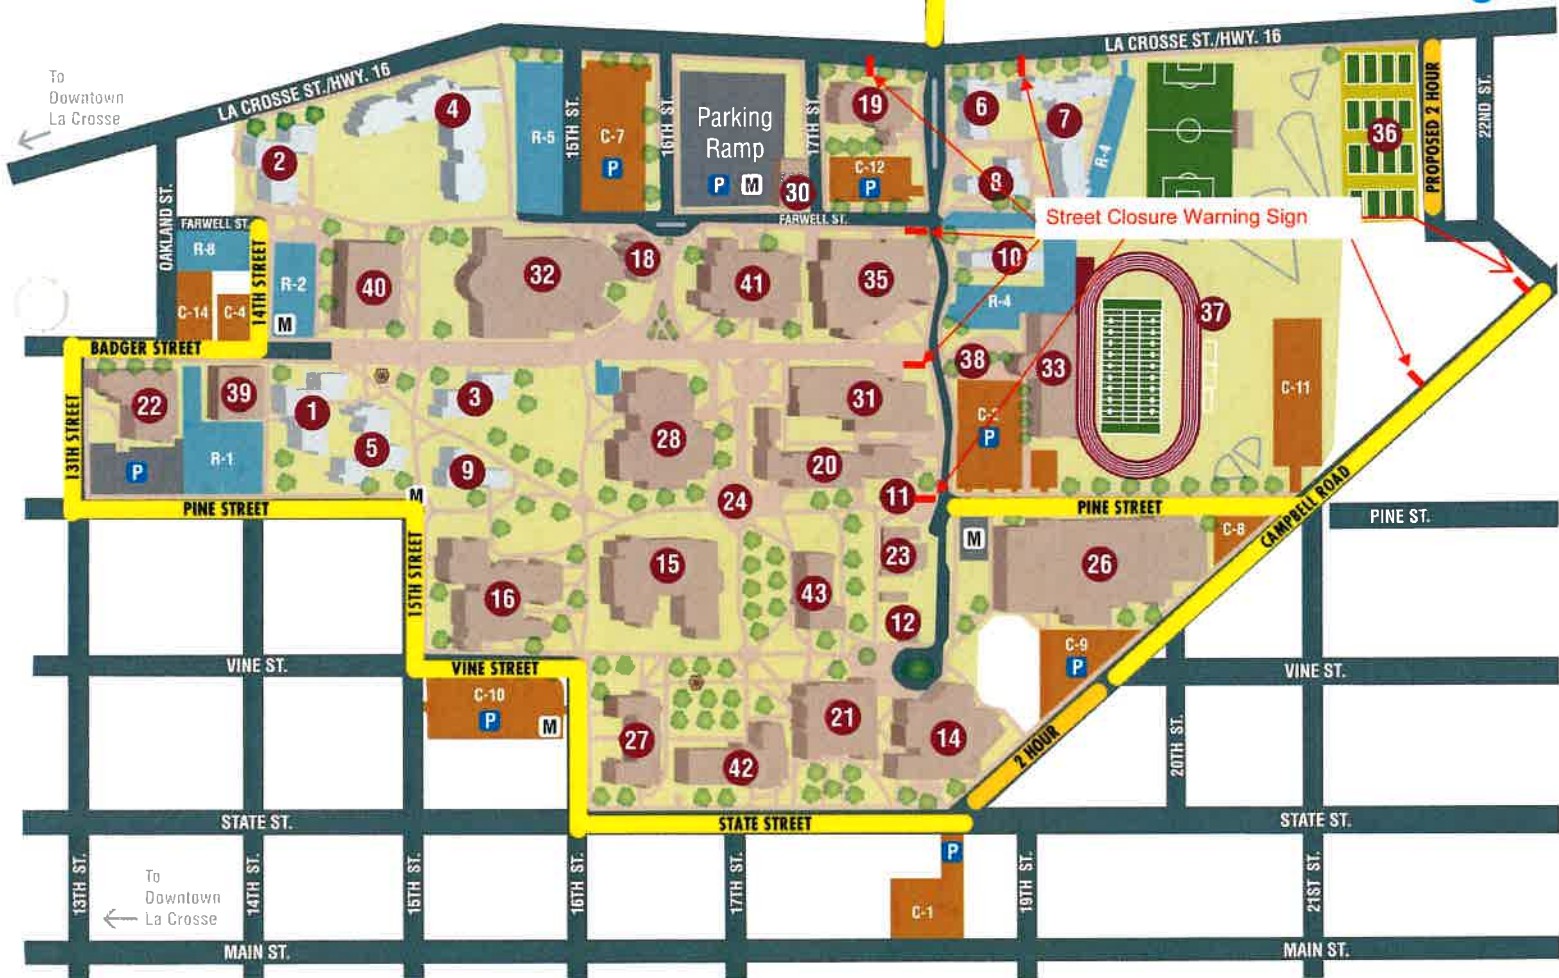 LA CROSSE ST./HWY. 16
To
Downtown
La Crosse
LA CROSSE ST./HWY. 16
PROPOSED 2 HOUR
22ND ST.
4
R-5
15TH ST.
C-7
P
16TH ST.
Parking
Ramp
P M
30
17TH ST.
19
C-12
P
6
7
8
R-4
36
2
OAKLAND ST.
FARWELL ST.
FARWELL ST.
Street Closure Warning Sign
R-8
14TH STREET
R-2
C-14
C-4
M
40
32
18
41
35
10
R-4
37
BADGER STREET
38
33
C-11
13TH STREET
22
39
1
3
5
9
28
31
20
C-2
P
P
R-1
M
24
11
PINE STREET
PINE STREET
CAMPBELL ROAD
PINE ST.
15TH STREET
16
15
43
23
12
M
26
C-8
VINE ST.
VINE STREET
C-9
P
VINE ST.
C-10
P
M
27
42
21
14
2 HOUR
20TH ST.
STATE ST.
STATE STREET
STATE ST.
13TH ST.
14TH ST.
15TH ST.
16TH ST.
17TH ST.
P
C-1
19TH ST.
21ST ST.
To
Downtown
La Crosse
MAIN ST.
MAIN ST.